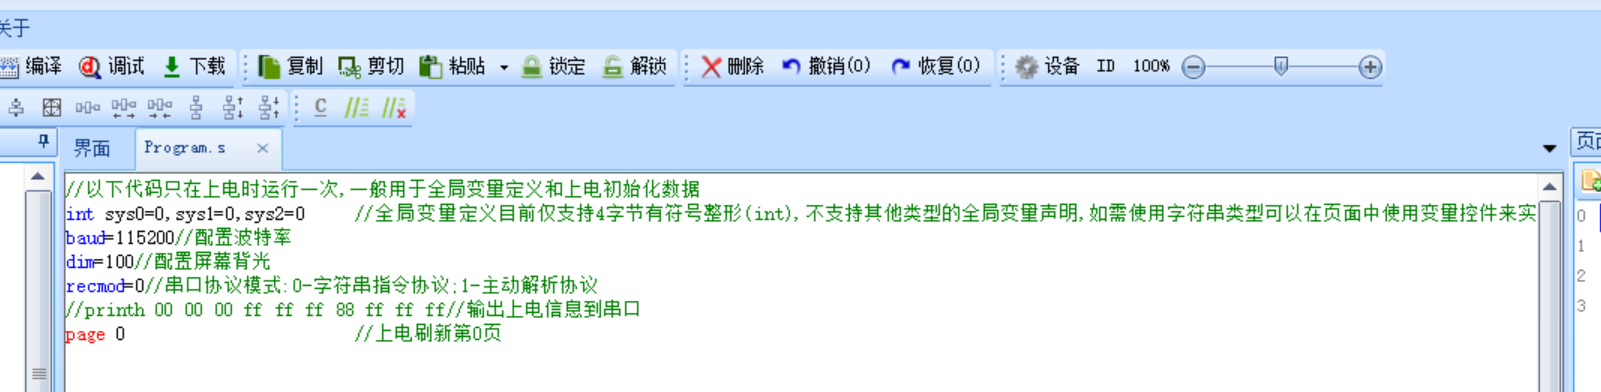 关于
编译 调试 下载 复制 剪切 粘贴 锁定 解锁 删除 撤销(0) 恢复(0) 设备 ID 100%
C
界面 Program.s
//以下代码只在上电时运行一次,一般用于全局变量定义和上电初始化数据
int sys0=0,sys1=0,sys2=0 //全局变量定义目前仅支持4字节有符号整形(int),不支持其他类型的全局变量声明,如需使用字符串类型可以在页面中使用变量控件来实
baud=115200//配置波特率
dim=100//配置屏幕背光
recmod=0//串口协议模式:0-字符串指令协议;1-主动解析协议
//printh 00 00 00 ff ff ff 88 ff ff ff//输出上电信息到串口
page 0 //上电刷新第0页
0
1
2
3